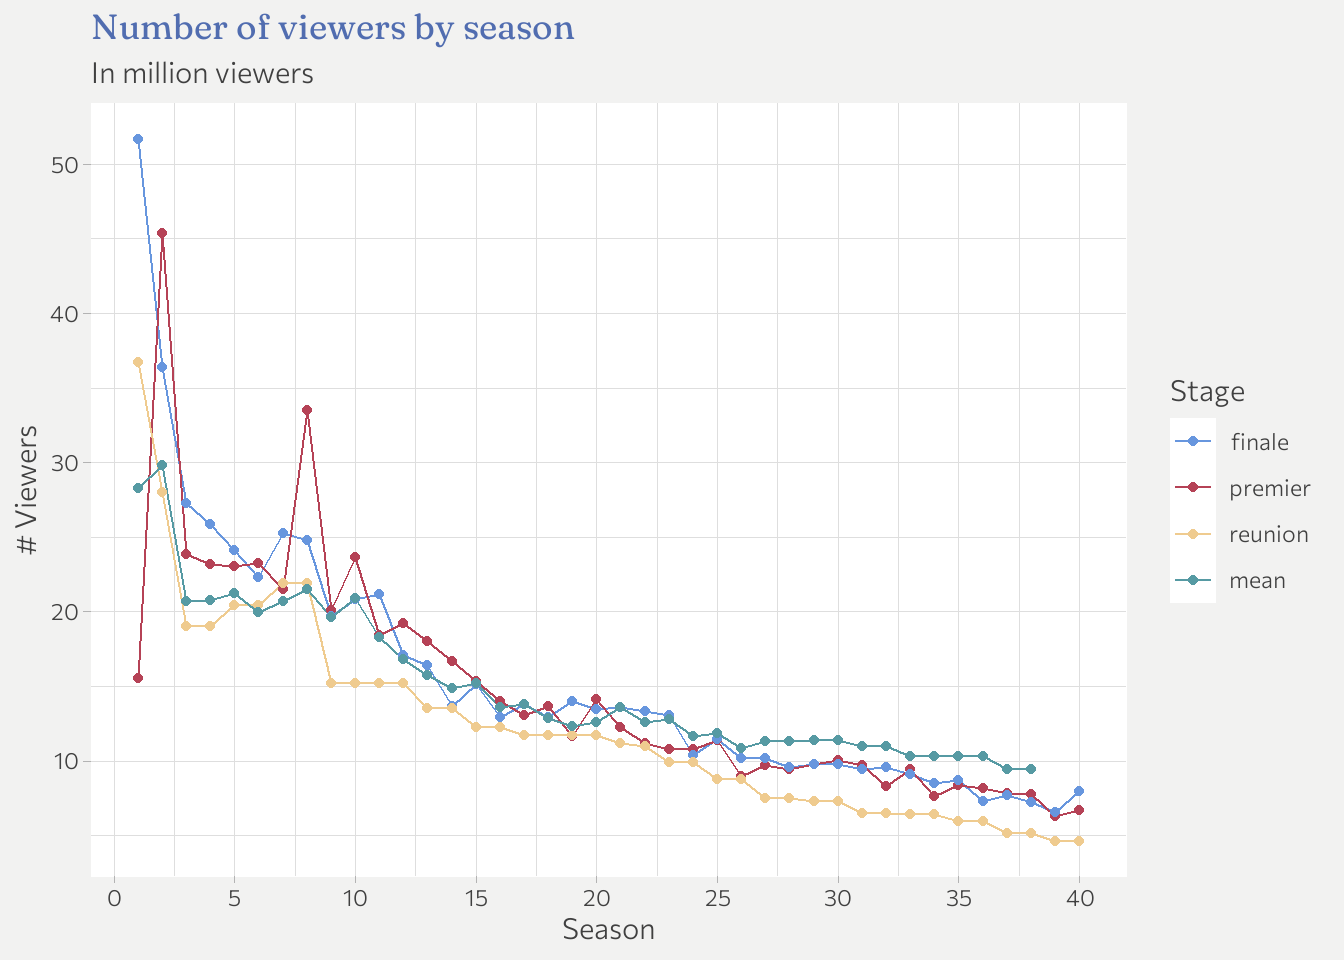 Number of viewers by season
In million viewers
50
40
30
20
10
# Viewers
0 5 10 15 20 25 30 35 40
Season
Stage
finale
premier
reunion
mean